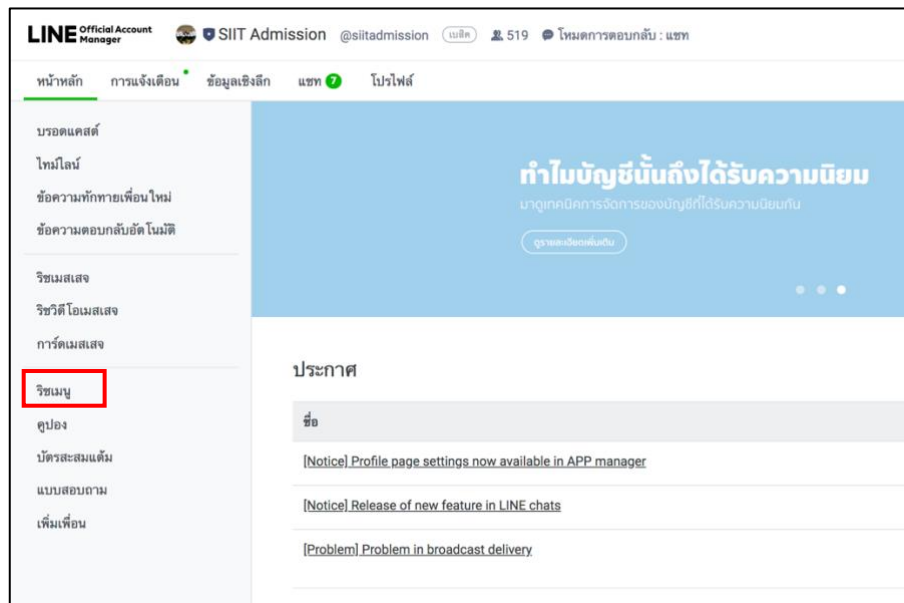 LINE Official Account Manager SIIT Admission @siitadmission เบสิค 519 โหมดการตอบกลับ : แชท
หน้าหลัก การแจ้งเตือน ข้อมูลเชิงลึก แชท 7 โปรไฟล์
บรอดแคสต์
ไทม์ไลน์
ข้อความทักทายเพื่อนใหม่
ข้อความตอบกลับอัตโนมัติ
ริชเมสเสจ
ริชวิดีโอเมสเสจ
การ์ดเมสเสจ
ริชเมนู
คูปอง
บัตรสะสมแต้ม
แบบสอบถาม
เพิ่มเพื่อน
ทำไมบัญชีนั้นถึงได้รับความนิยม
มาดูเทคนิคการจัดการของบัญชีที่ได้รับความนิยมกัน
ดูรายละเอียดเพิ่มเติม
ประกาศ
ชื่อ
[Notice] Profile page settings now available in APP manager
[Notice] Release of new feature in LINE chats
[Problem] Problem in broadcast delivery